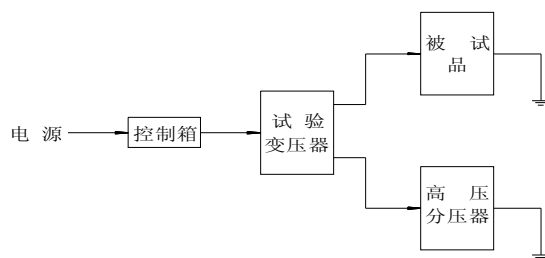 被 试
品
电 源
控制箱
试 验
变压器
高 压
分压器